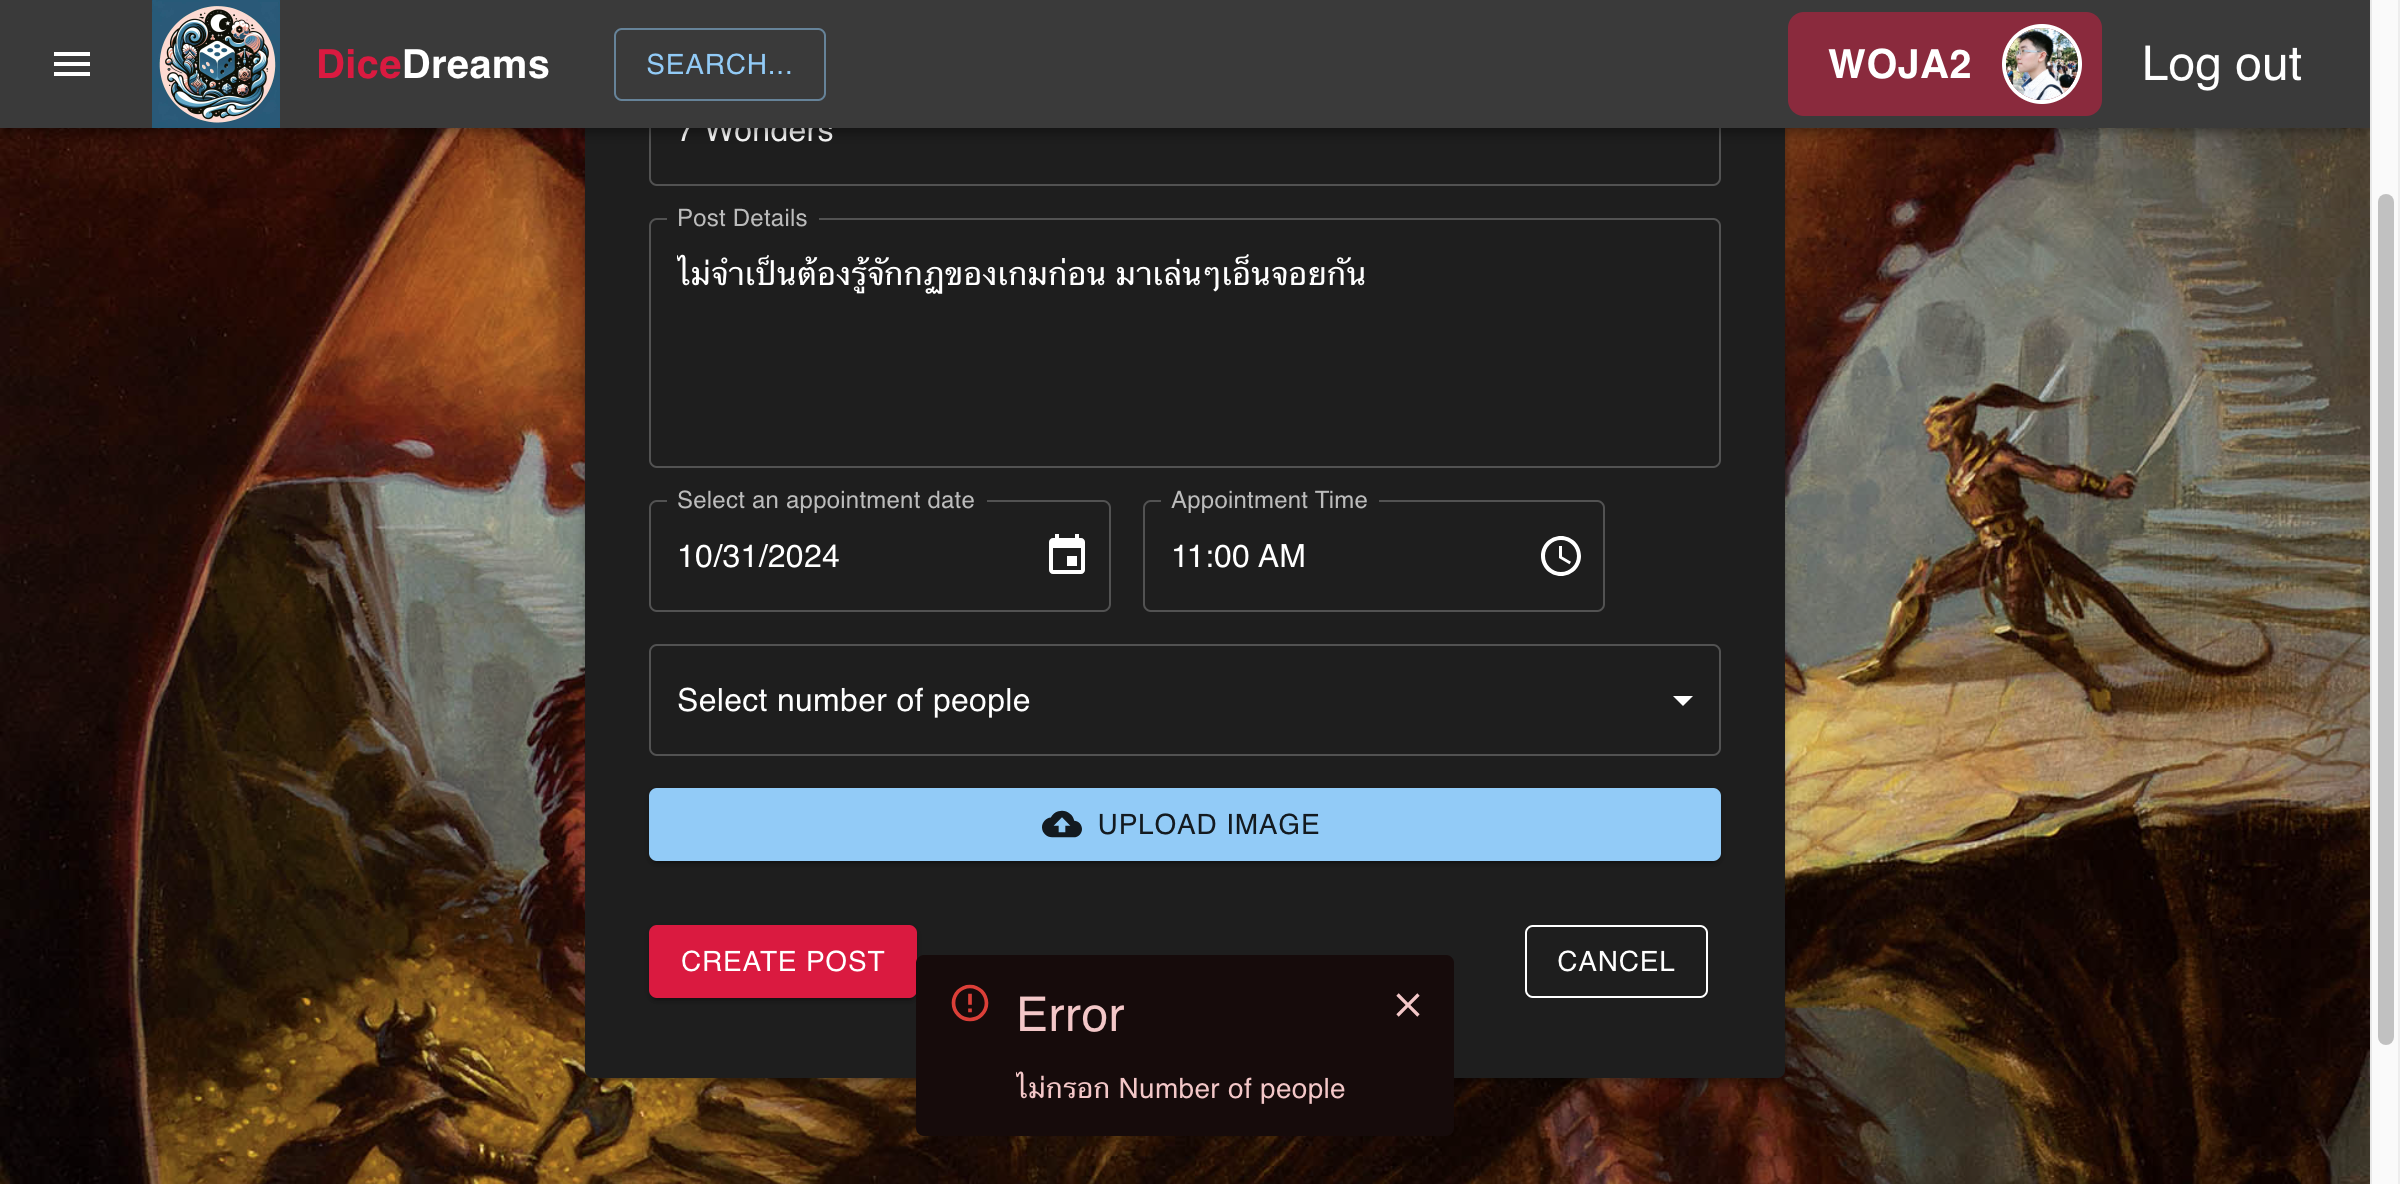 DiceDreams
SEARCH...
WOJA2
Log out
7 Wonders
Post Details
ไม่จำเป็นต้องรู้จักกฏของเกมก่อน มาเล่นๆเอ็นจอยกัน
Select an appointment date
Appointment Time
10/31/2024
11:00 AM
Select number of people
UPLOAD IMAGE
CREATE POST
CANCEL
Error
ไม่กรอก Number of people